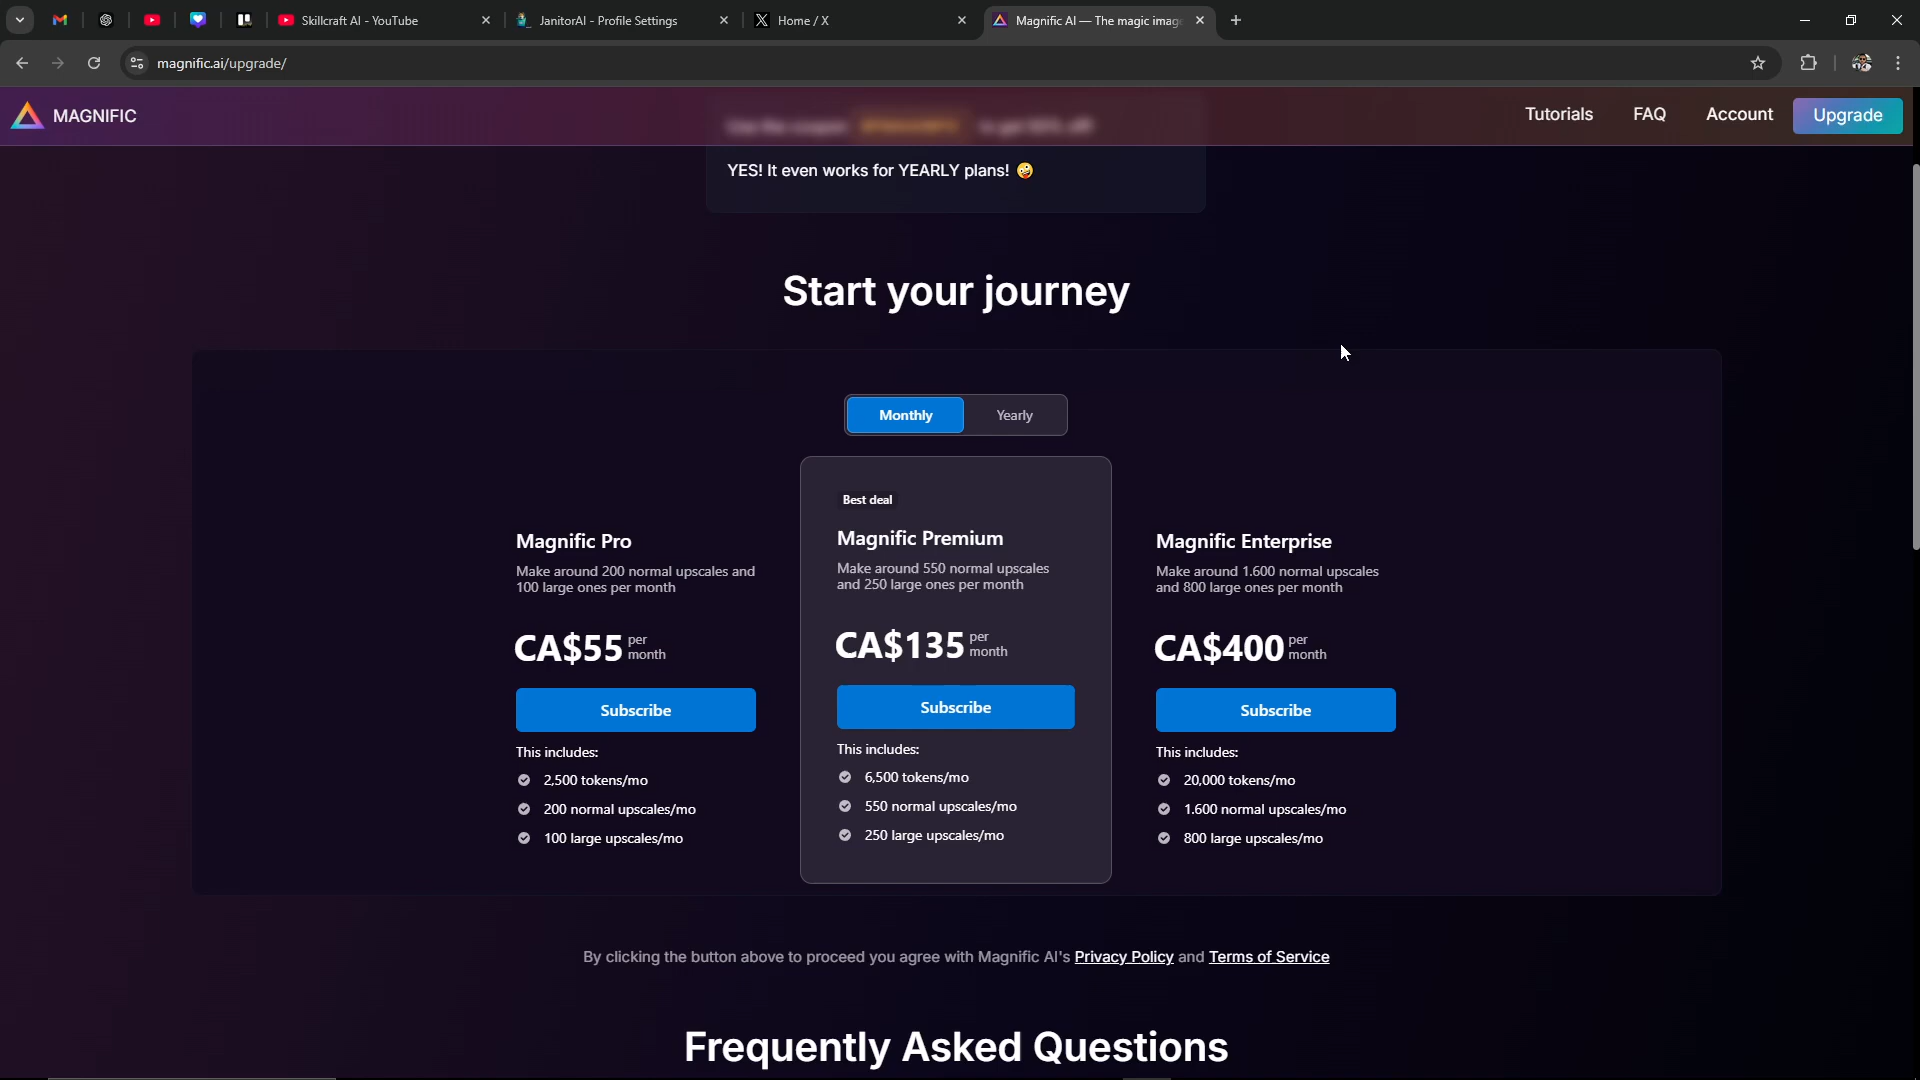 Skillcraft AI - YouTube
JanitorAI - Profile Settings
Home / X
Magnific AI — The magic imag
magnific.ai/upgrade/
MAGNIFIC
Tutorials
FAQ
Account
Upgrade
Use the coupon
to get 50% off!
YES! It even works for YEARLY plans! 🤪
Start your journey
Monthly
Yearly
Magnific Pro
Make around 200 normal upscales and
100 large ones per month
CA$55 per
month
Subscribe
This includes:
2,500 tokens/mo
200 normal upscales/mo
100 large upscales/mo
Best deal
Magnific Premium
Make around 550 normal upscales
and 250 large ones per month
CA$135 per
month
Subscribe
This includes:
6,500 tokens/mo
550 normal upscales/mo
250 large upscales/mo
Magnific Enterprise
Make around 1.600 normal upscales
and 800 large ones per month
CA$400 per
month
Subscribe
This includes:
20,000 tokens/mo
1.600 normal upscales/mo
800 large upscales/mo
By clicking the button above to proceed you agree with Magnific AI's Privacy Policy and Terms of Service
Frequently Asked Questions